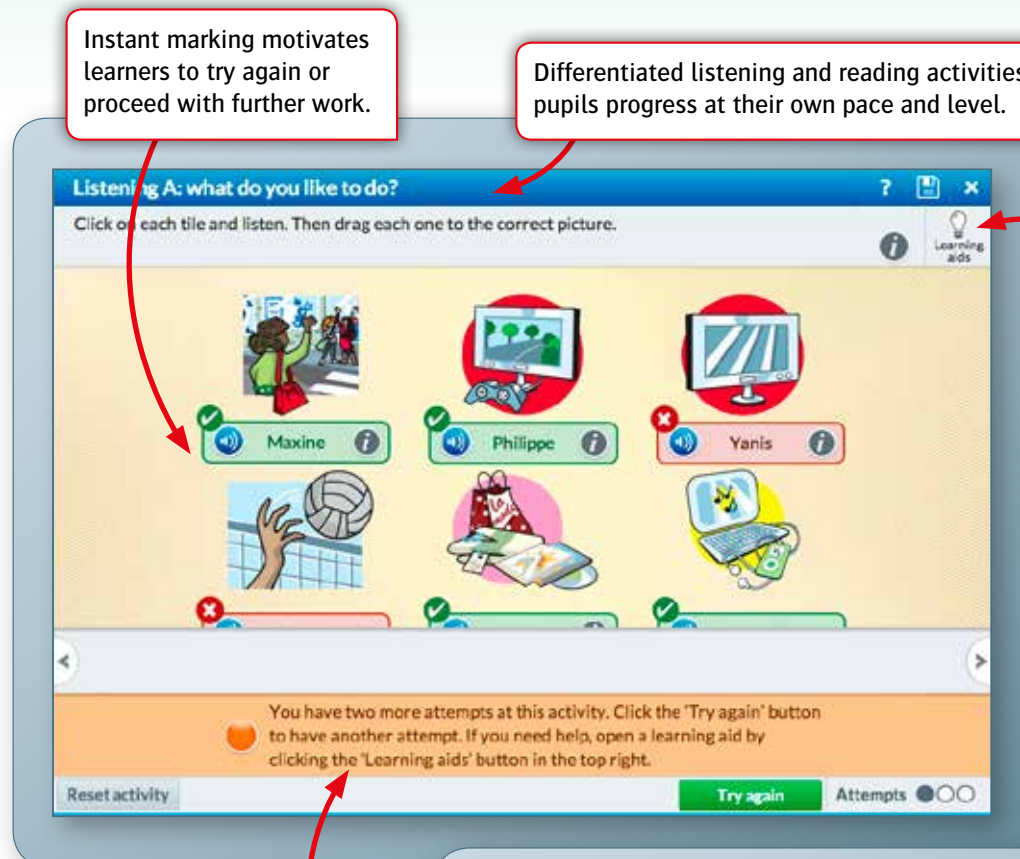 Instant marking motivates
learners to try again or
proceed with further work.
Differentiated listening and reading activities
pupils progress at their own pace and level.
Listening A: what do you like to do?
?
×
Click on each tile and listen. Then drag each one to the correct picture.
i
Learning
aids
Maxine i
Philippe i
Yanis i
You have two more attempts at this activity. Click the 'Try again' button
to have another attempt. If you need help, open a learning aid by
clicking the 'Learning aids' button in the top right.
Reset activity
Try again
Attempts